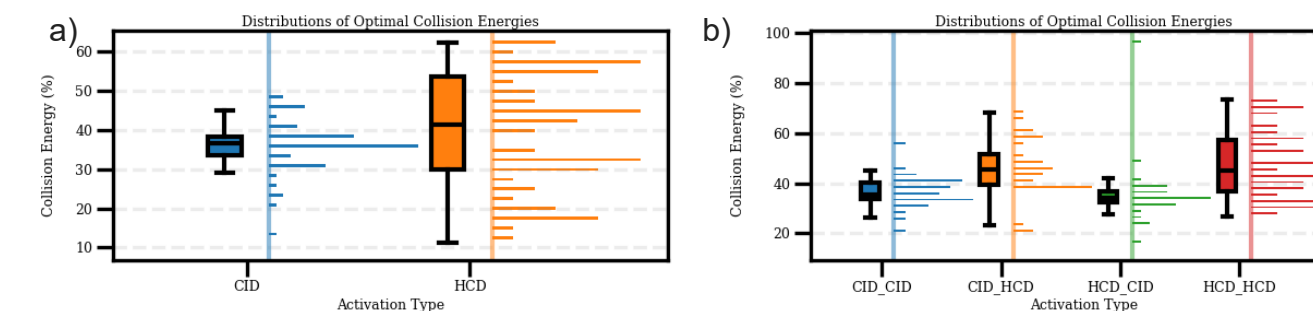 a)
Distributions of Optimal Collision Energies
Collision Energy (%)
60
50
40
30
20
10
CID HCD
Activation Type
b)
Distributions of Optimal Collision Energies
Collision Energy (%)
100
80
60
40
20
CID_CID CID_HCD HCD_CID HCD_HCD
Activation Type